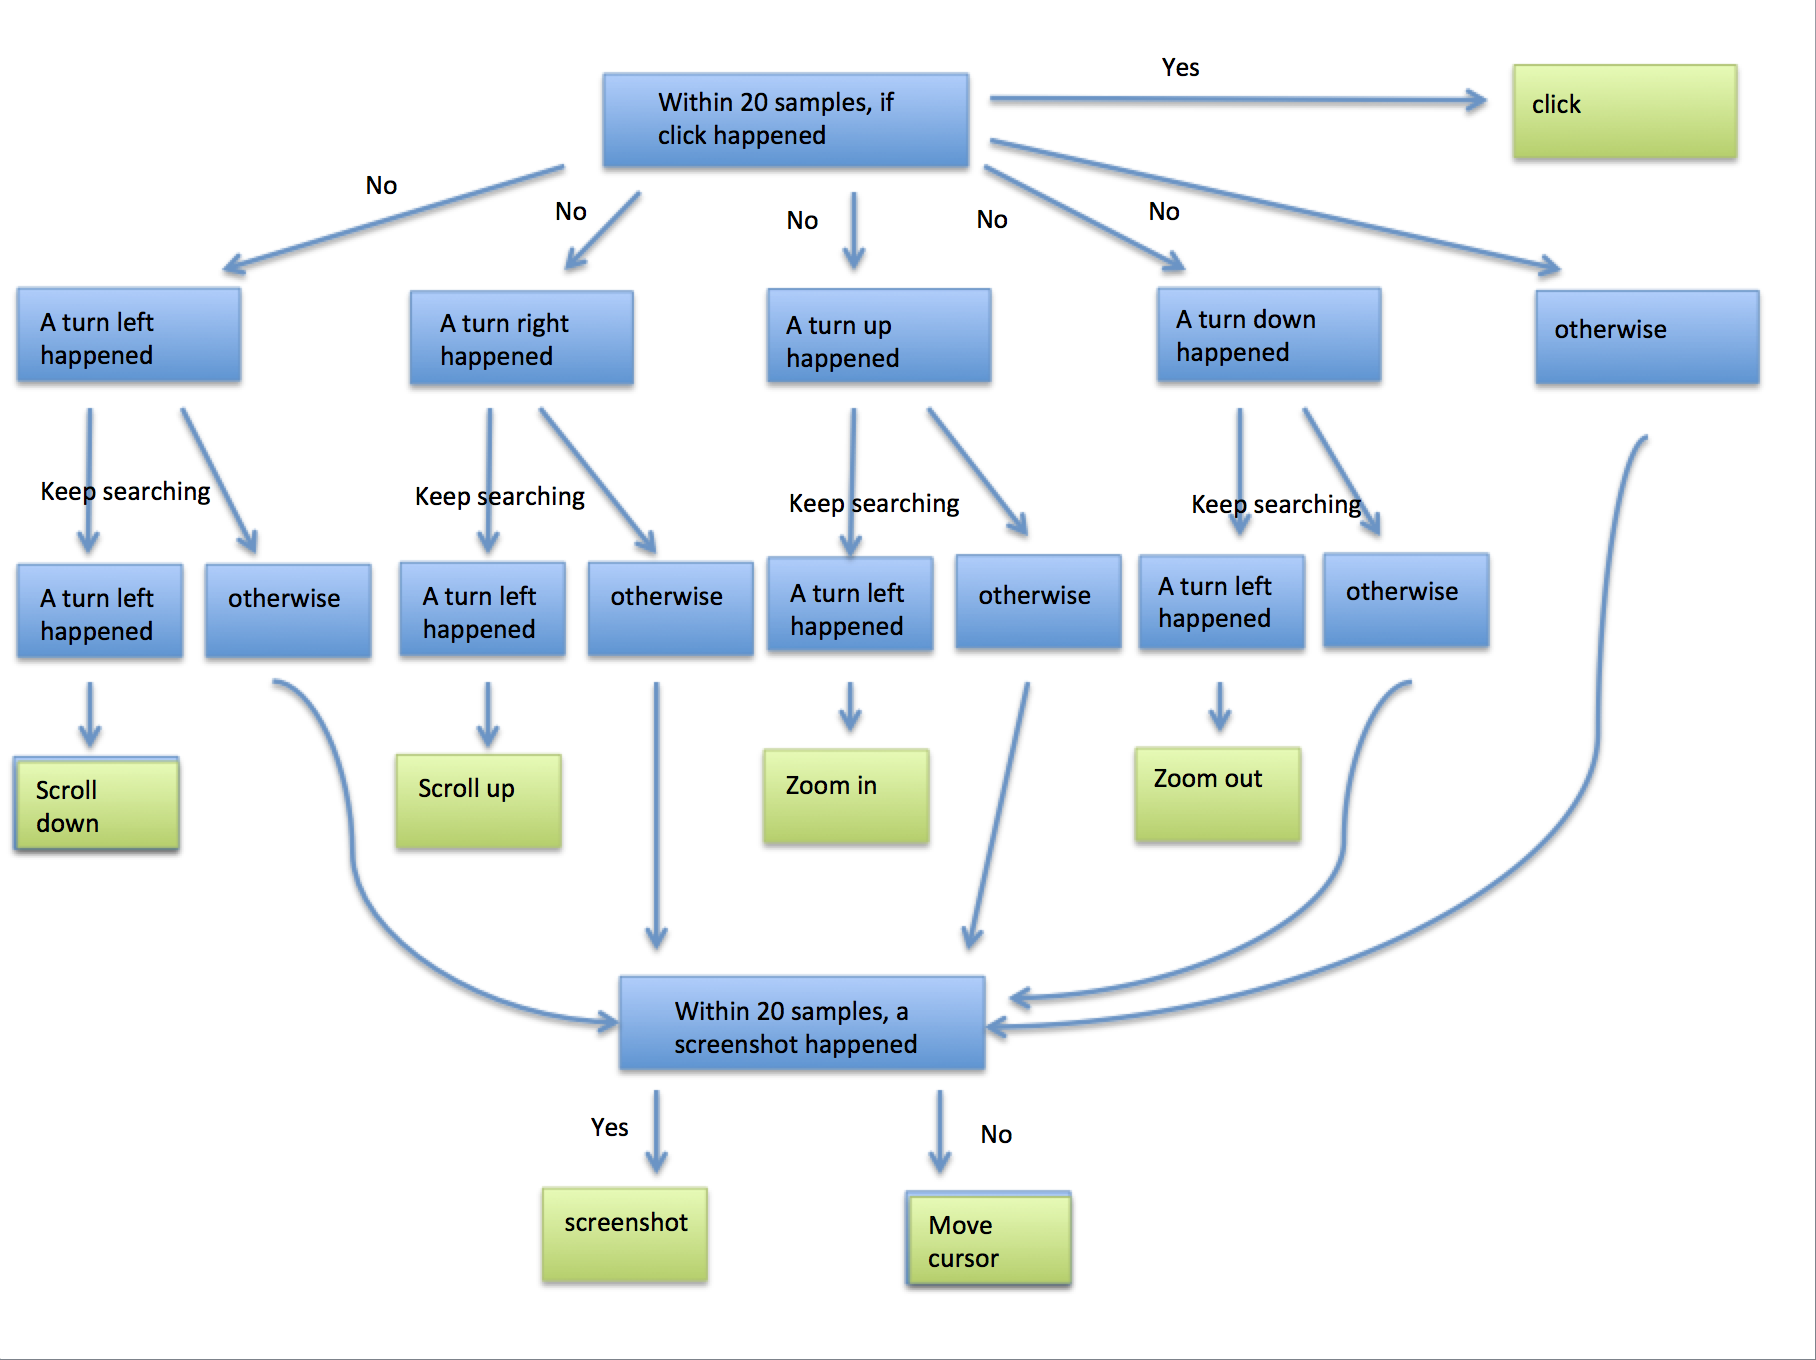 Yes
Within 20 samples, if
click happened
click
No
No
No
No
No
A turn left
happened
A turn right
happened
A turn up
happened
A turn down
happened
otherwise
Keep searching
Keep searching
Keep searching
Keep searching
A turn left
happened
otherwise
A turn left
happened
otherwise
A turn left
happened
otherwise
A turn left
happened
otherwise
Scroll
down
Scroll up
Zoom in
Zoom out
Within 20 samples, a
screenshot happened
Yes
No
screenshot
Move
cursor